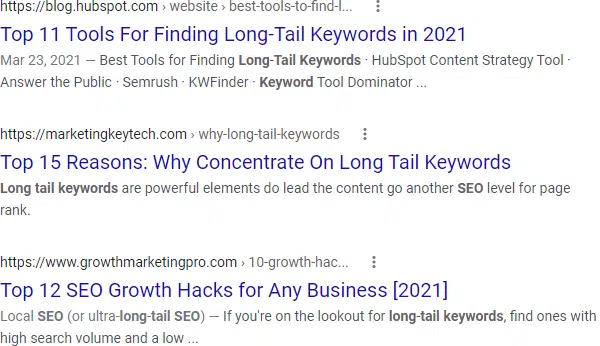 https://blog.hubspot.com › website › best-tools-to-find-l...
Top 11 Tools For Finding Long-Tail Keywords in 2021
Mar 23, 2021 — Best Tools for Finding Long-Tail Keywords · HubSpot Content Strategy Tool ·
Answer the Public · Semrush · KWFinder · Keyword Tool Dominator ...
https://marketingkeytech.com › why-long-tail-keywords
Top 15 Reasons: Why Concentrate On Long Tail Keywords
Long tail keywords are powerful elements do lead the content go another SEO level for page
rank.
https://www.growthmarketingpro.com › 10-growth-hac...
Top 12 SEO Growth Hacks for Any Business [2021]
Local SEO (or ultra-long-tail SEO) — If you're on the lookout for long-tail keywords, find ones with
high search volume and a low ...